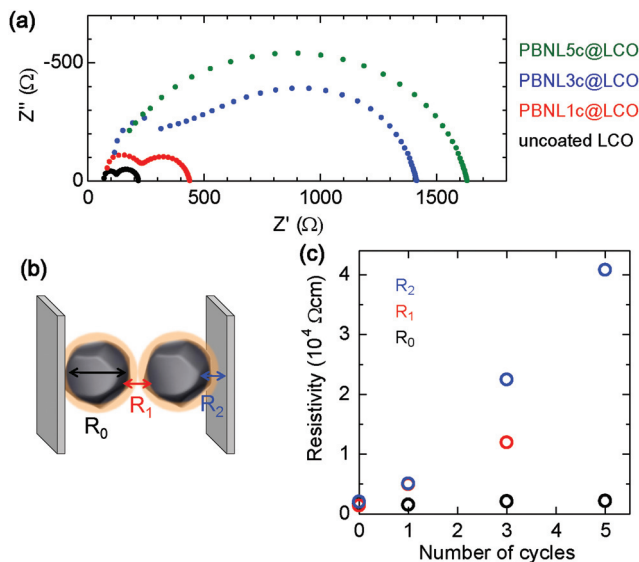 (a)
-500
0
Z'' (Ω)
0
500
1000
1500
Z' (Ω)
PBNL5c@LCO
PBNL3c@LCO
PBNL1c@LCO
uncoated LCO
(b)
R0
R1
R2
(c)
R2
R1
R0
4
3
2
1
0
Resistivity (10^4 Ωcm)
0
1
2
3
4
5
Number of cycles